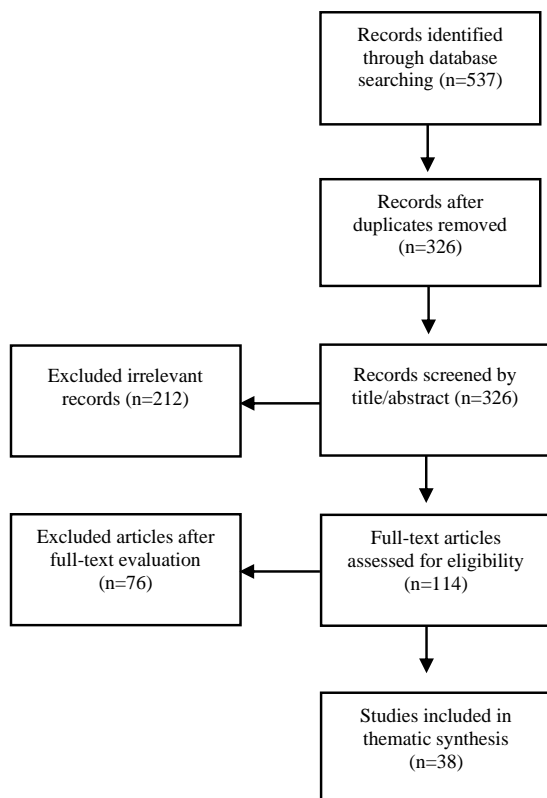 Records identified
through database
searching (n=537)
Records after
duplicates removed
(n=326)
Excluded irrelevant
records (n=212)
Records screened by
title/abstract (n=326)
Excluded articles after
full-text evaluation
(n=76)
Full-text articles
assessed for eligibility
(n=114)
Studies included in
thematic synthesis
(n=38)